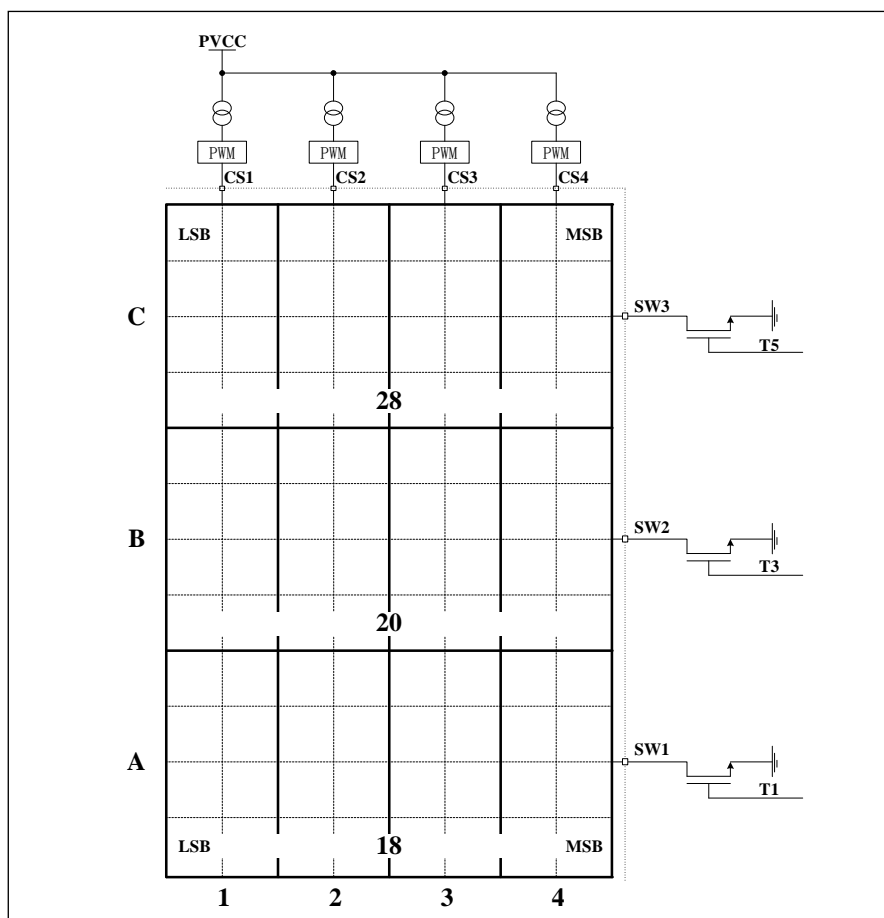 PVCC
PWM PWM PWM PWM
CS1 CS2 CS3 CS4
LSB MSB
C SW3
T5
28
B SW2
T3
20
A SW1
T1
LSB 18 MSB
1 2 3 4